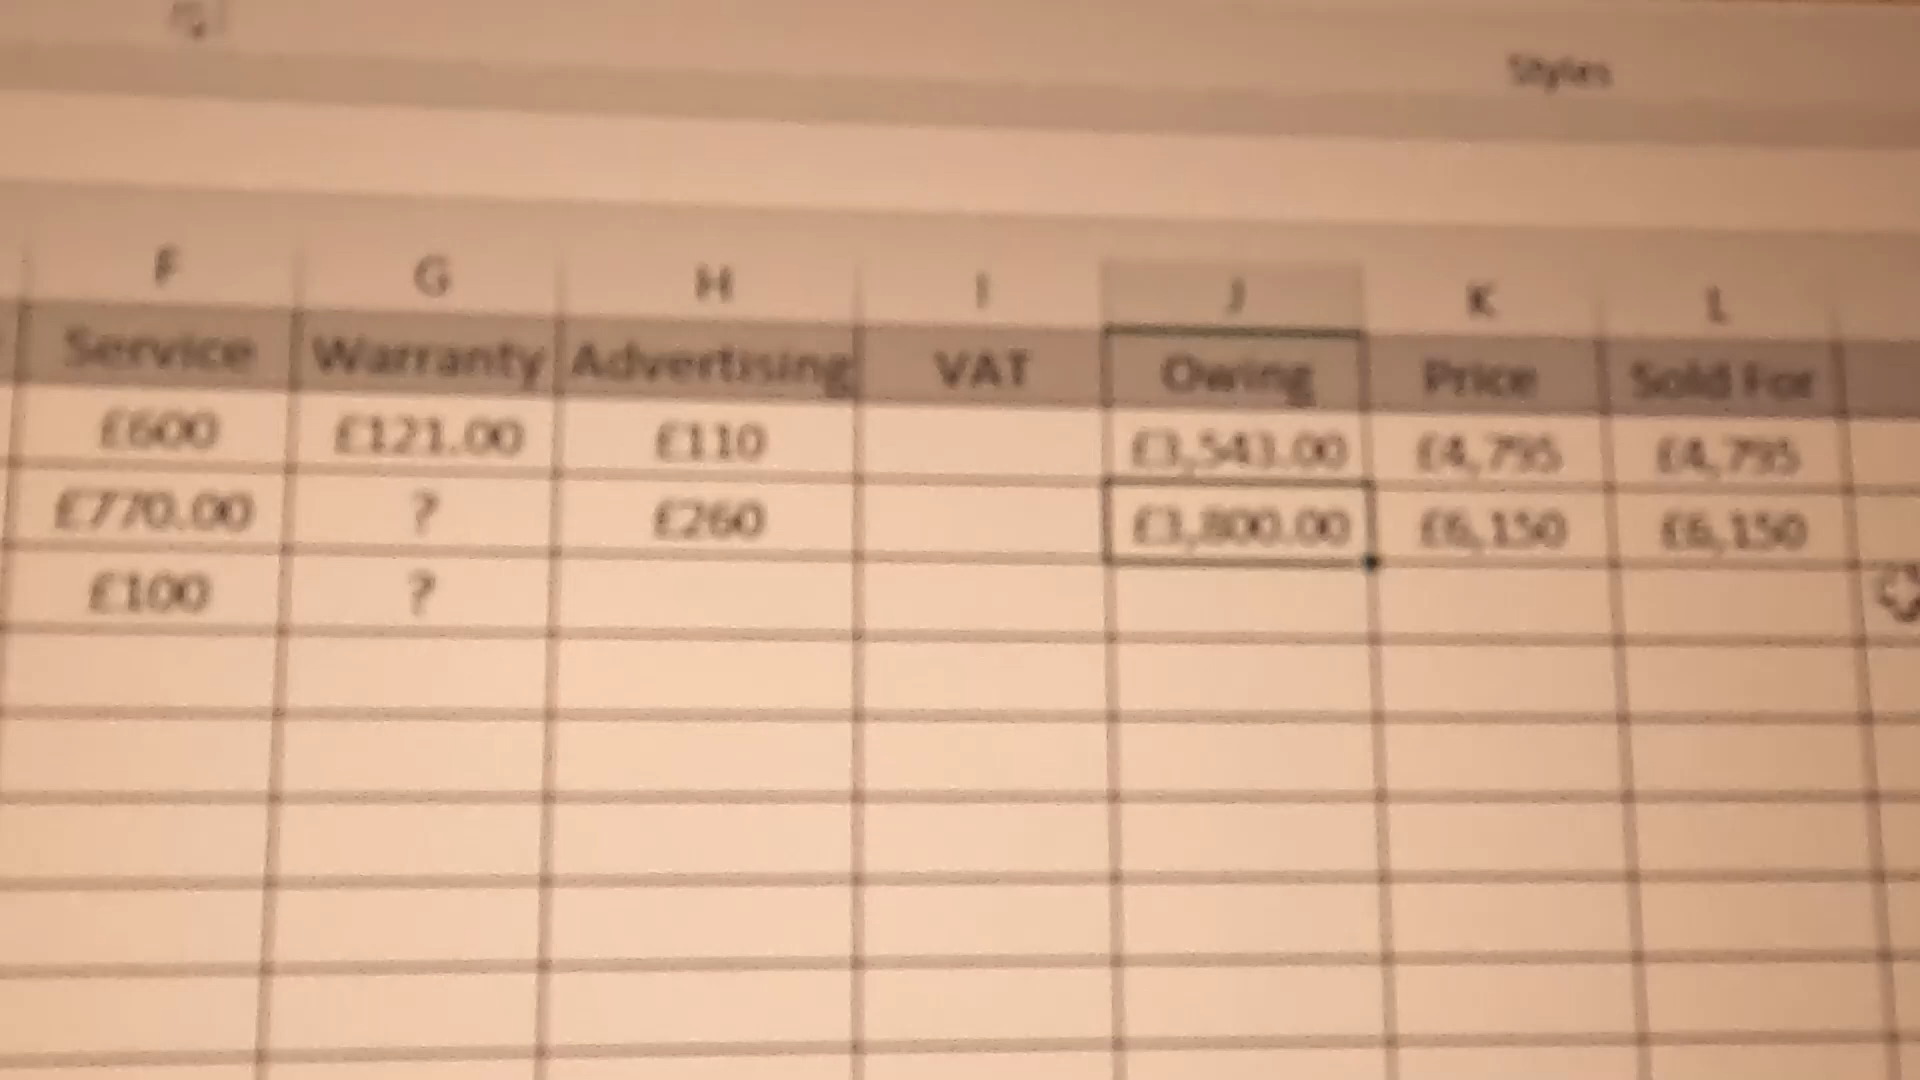 Styles
F G H I J K L
Service Warranty Advertising VAT Owing Price Sold For
£600 £121.00 £110 £3,543.00 £4,795 £4,795
£770.00 ? £260 £3,800.00 £6,150 £6,150
£100 ?